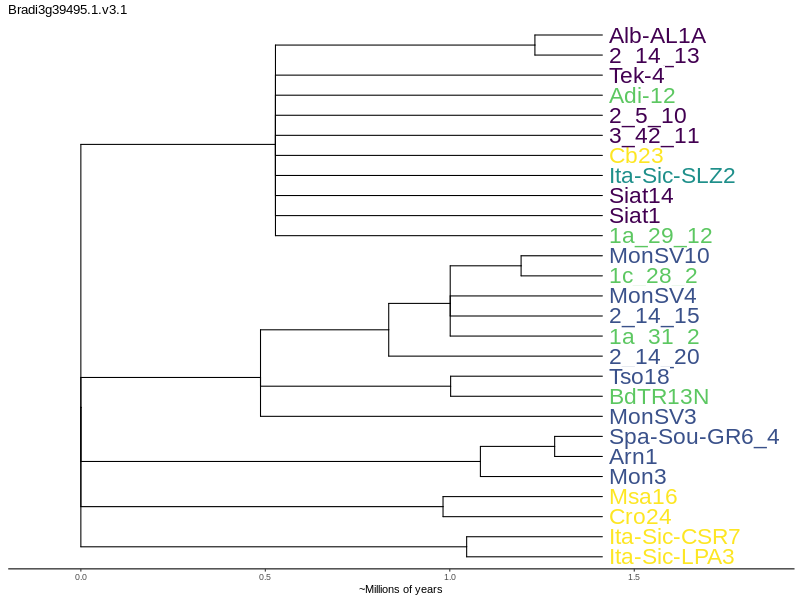 Bradi3g39495.1.v3.1
Alb-AL1A
2_14_13
Tek-4
Adi-12
2_5_10
3_42_11
Cb23
Ita-Sic-SLZ2
Siat14
Siat1
1a_29_12
MonSV10
1c_28_2
MonSV4
2_14_15
1a_31_2
2_14_20
Tso18
BdTR13N
MonSV3
Spa-Sou-GR6_4
Arn1
Mon3
Msa16
Cro24
Ita-Sic-CSR7
Ita-Sic-LPA3
0.0 0.5 1.0 1.5
~Millions of years